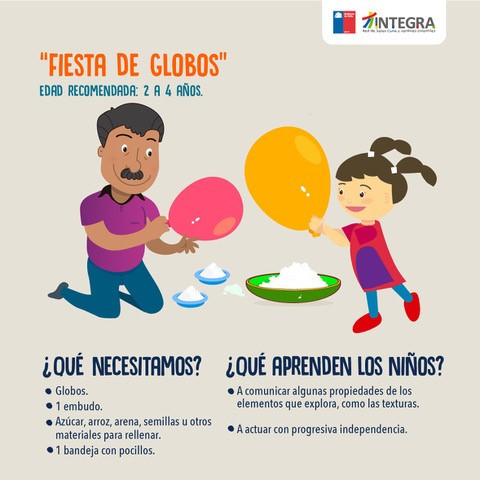 INTEGRA
Red de Salas Cuna y Jardines Infantiles
"FIESTA DE GLOBOS"
EDAD RECOMENDADA: 2 A 4 AÑOS.
¿QUÉ NECESITAMOS?
• Globos.
• 1 embudo.
• Azúcar, arroz, arena, semillas u otros
materiales para rellenar.
• 1 bandeja con pocillos.
¿QUÉ APRENDEN LOS NIÑOS?
• A comunicar algunas propiedades de los
elementos que explora, como las texturas.
• A actuar con progresiva independencia.